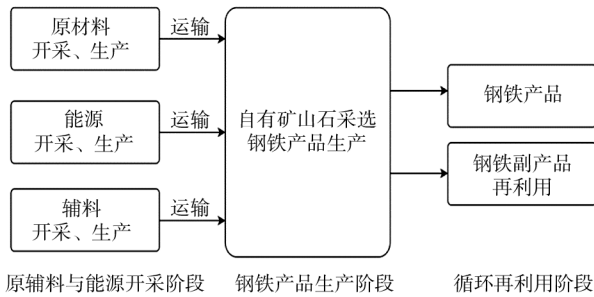 原材料
开采、生产
运输
能源
开采、生产
运输
辅料
开采、生产
运输
自有矿山石采选
钢铁产品生产
钢铁产品
钢铁副产品
再利用
原辅料与能源开采阶段
钢铁产品生产阶段
循环再利用阶段